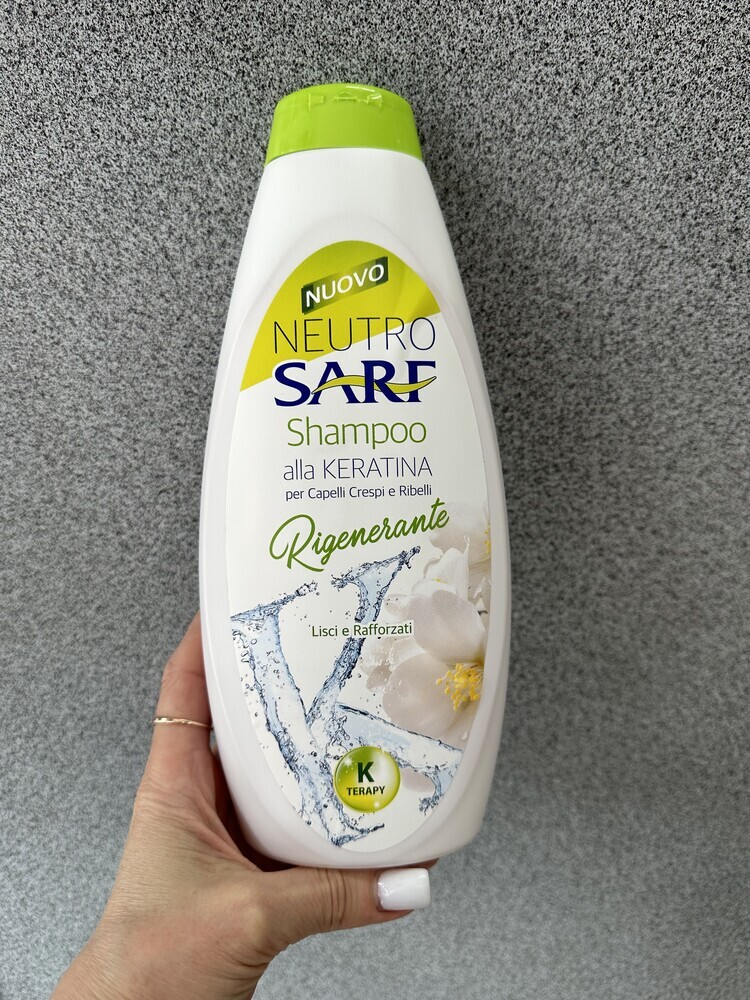 NUOVO
NEUTRO
SARF
Shampoo
alla KERATINA
per Capelli Crespi e Ribelli
Rigenerante
Lisci e Rafforzati
K
TERAPY